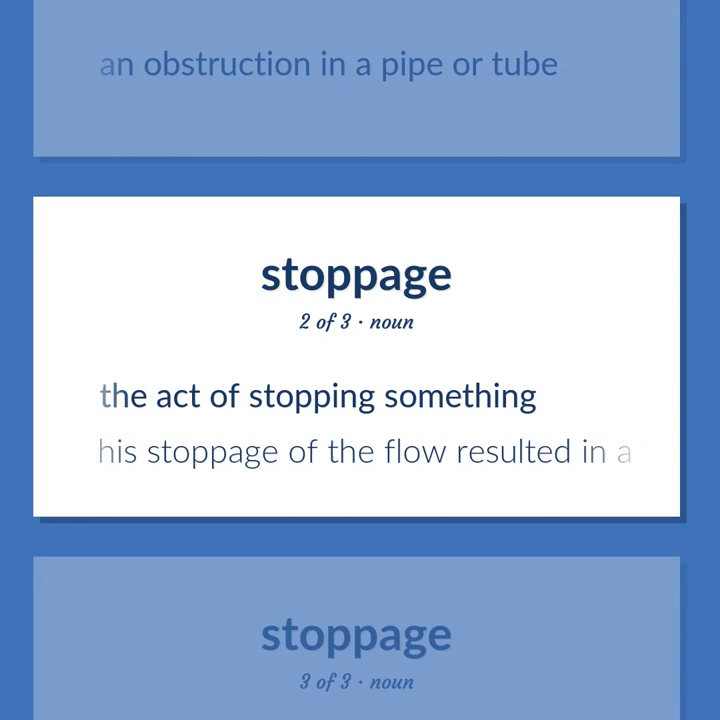 an obstruction in a pipe or tube
stoppage
2 of 3 · noun
the act of stopping something
his stoppage of the flow resulted in a
stoppage
3 of 3 · noun